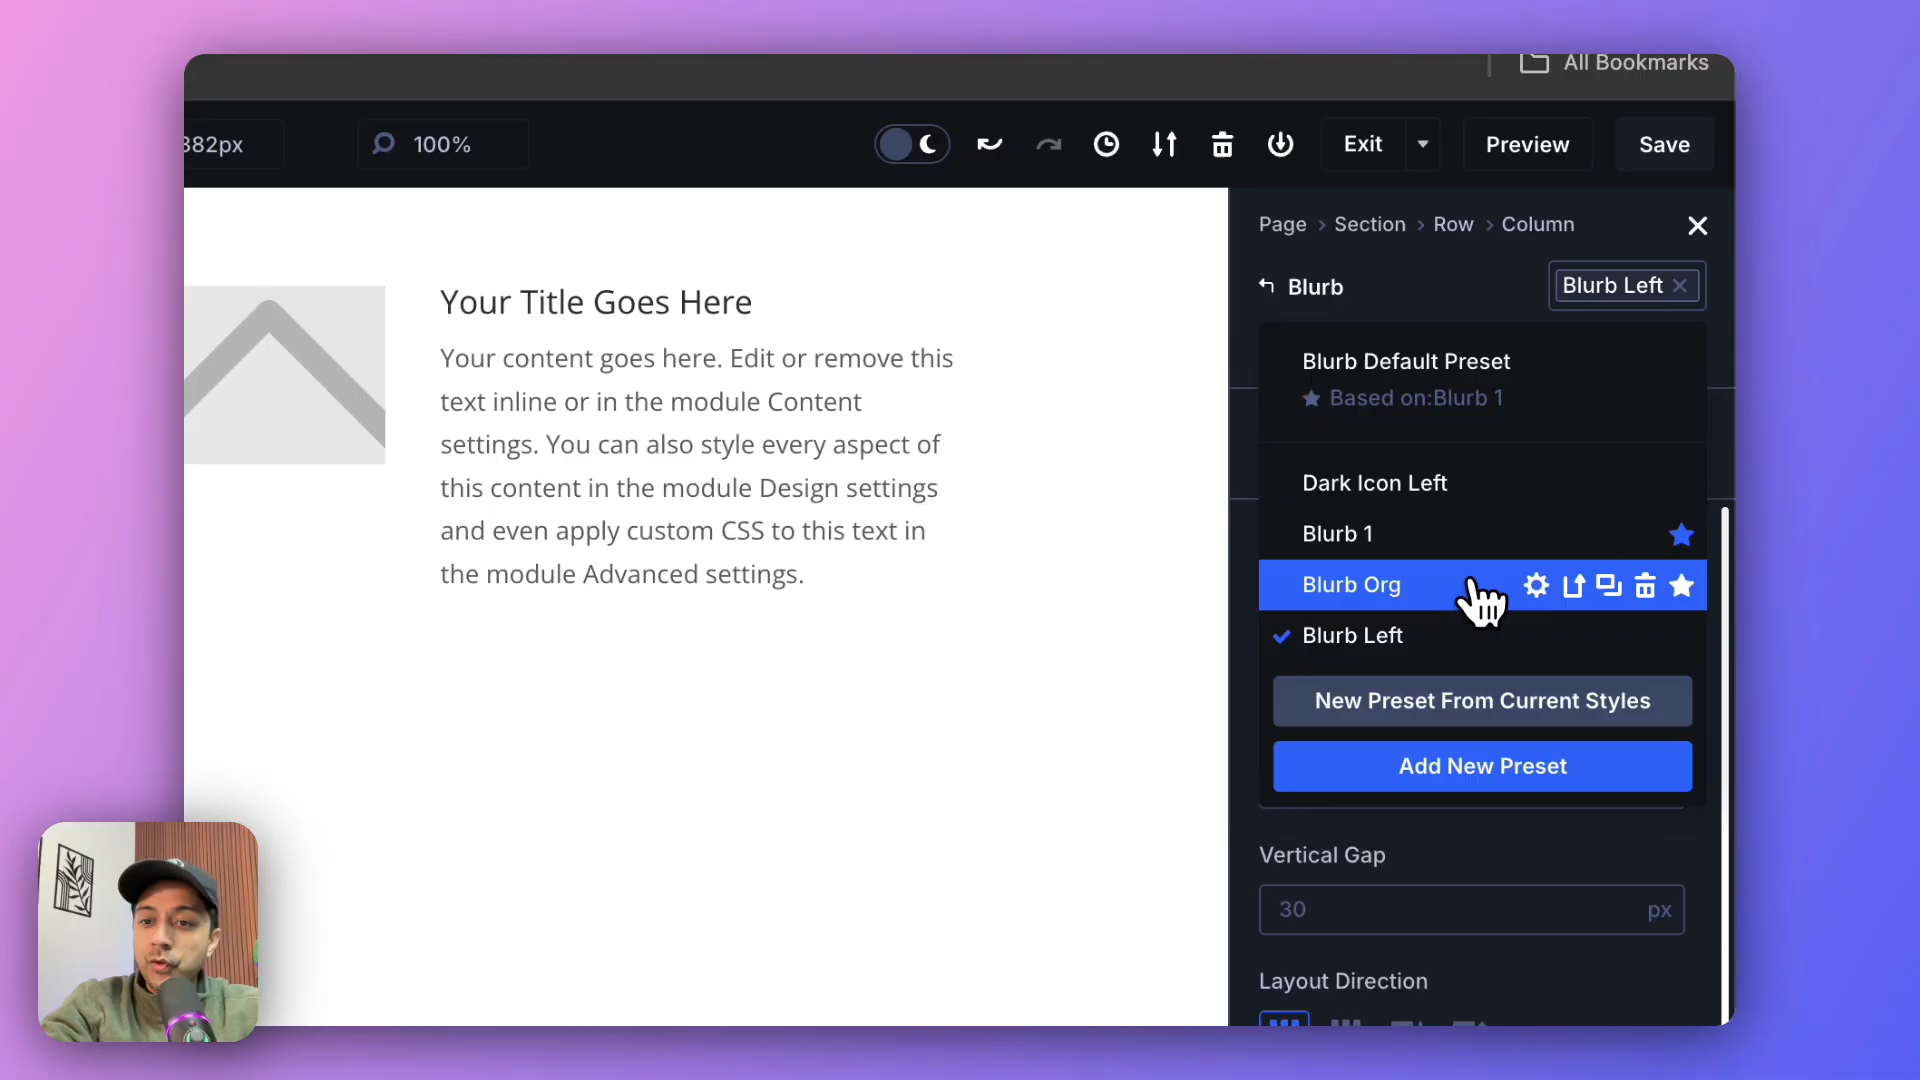 All Bookmarks
382px
100%
Exit
Preview
Save
Page > Section > Row > Column
Blurb
Blurb Left
Your Title Goes Here
Your content goes here. Edit or remove this
text inline or in the module Content
settings. You can also style every aspect of
this content in the module Design settings
and even apply custom CSS to this text in
the module Advanced settings.
Blurb Default Preset
Based on:Blurb 1
Dark Icon Left
Blurb 1
Blurb Org
Blurb Left
New Preset From Current Styles
Add New Preset
Vertical Gap
30 px
Layout Direction